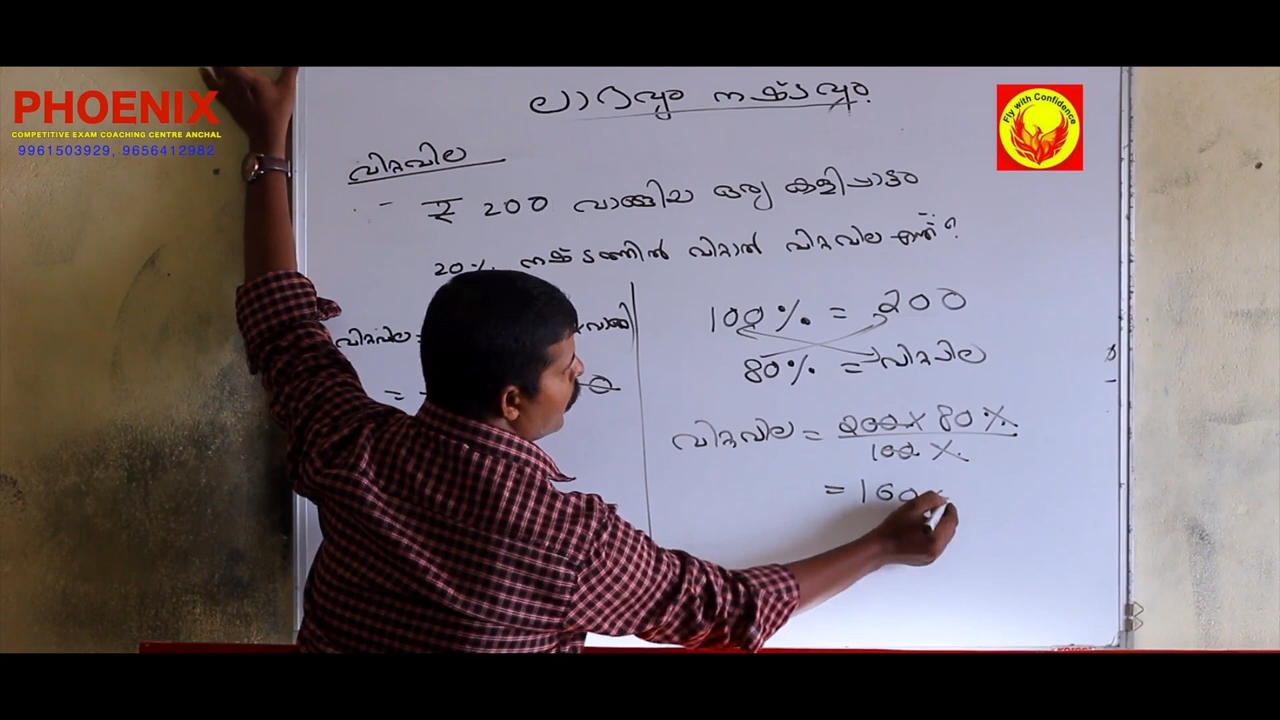 PHOENIX
COMPETITIVE EXAM COACHING CENTRE ANCHAL
9961503929, 9656412982
Fly with Confidence
ലാഭവും നഷ്ടവും
വിറ്റവില
- ₹ 200 വാങ്ങിയ ഒരു കളിപ്പാട്ടം
20% നഷ്ടത്തിൽ വിറ്റാൽ വിറ്റവില എന്ത്?
വിറ്റവില =
=
100% = 200
80% = വിറ്റവില
വിറ്റവില = 200 x 80%
100 %
= 160